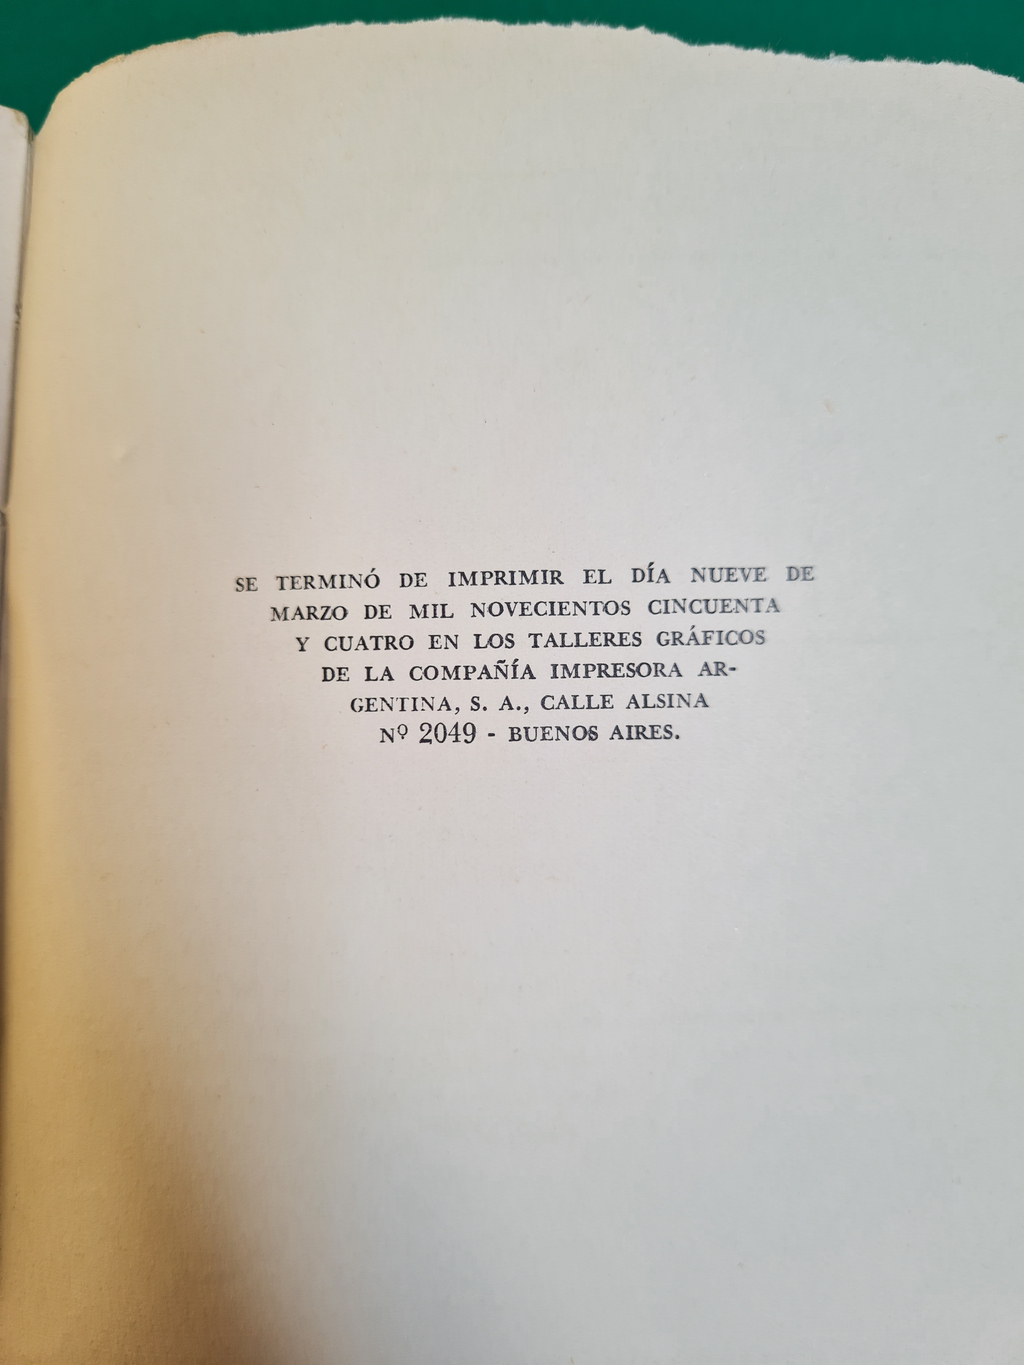 SE TERMINÓ DE IMPRIMIR EL DÍA NUEVE DE
MARZO DE MIL NOVECIENTOS CINCUENTA
Y CUATRO EN LOS TALLERES GRÁFICOS
DE LA COMPAÑÍA IMPRESORA AR-
GENTINA, S. A., CALLE ALSINA
Nº 2049 - BUENOS AIRES.